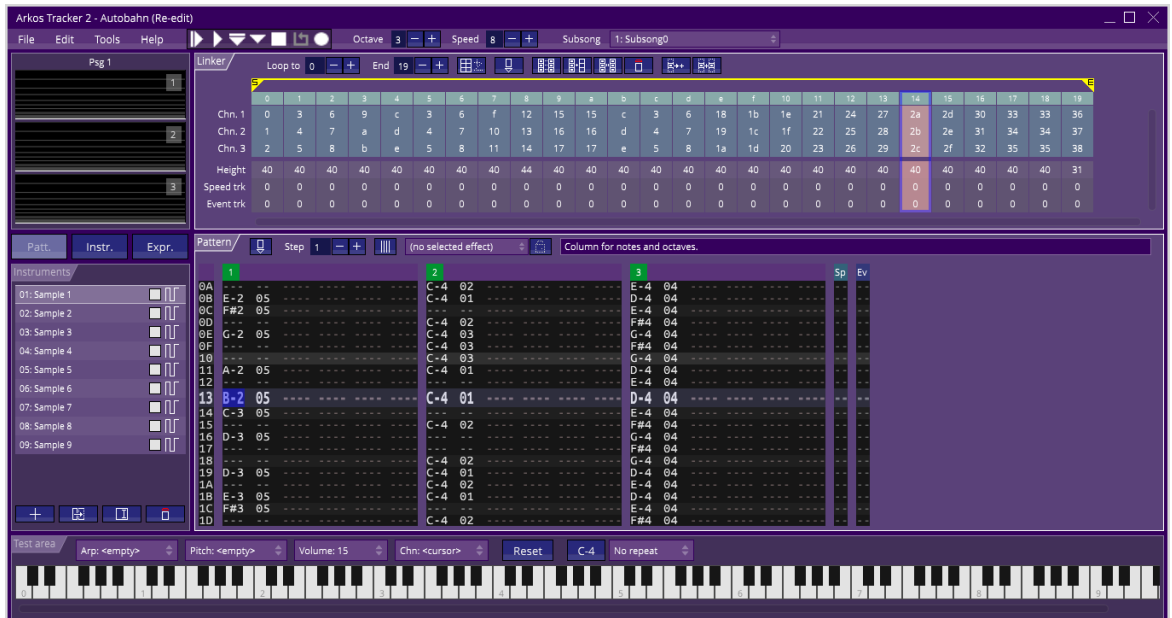 Arkos Tracker 2 - Autobahn (Re-edit)
File Edit Tools Help Octave 3 Speed 8 Subsong 1: Subsong0
Psg 1
1
2
3
Linker Loop to 0 End 19
S E
0 1 2 3 4 5 6 7 8 9 a b c d e f 10 11 12 13 14 15 16 17 18 19
Chn. 1 0 3 6 9 c 3 6 f 12 15 15 c 3 6 18 1b 1e 21 24 27 2a 2d 30 33 33 36
Chn. 2 1 4 7 a d 4 7 10 13 16 16 d 4 7 19 1c 1f 22 25 28 2b 2e 31 34 34 37
Chn. 3 2 5 8 b e 5 8 11 14 17 17 e 5 8 1a 1d 20 23 26 29 2c 2f 32 35 35 38
Height 40 40 40 40 40 40 40 40 44 40 40 40 40 40 40 40 40 40 40 40 40 40 40 40 40 31
Speed trk 0 0 0 0 0 0 0 0 0 0 0 0 0 0 0 0 0 0 0 0 0 0 0 0 0 0
Event trk 0 0 0 0 0 0 0 0 0 0 0 0 0 0 0 0 0 0 0 0 0 0 0 0 0 0
Patt. Instr. Expr.
Instruments
01: Sample 1
02: Sample 2
03: Sample 3
04: Sample 4
05: Sample 5
06: Sample 6
07: Sample 7
08: Sample 8
09: Sample 9
Pattern Step 1 (no selected effect) Column for notes and octaves.
1 2 3 Sp Ev
0A --- -- C-4 02 E-4 04
0B E-2 05 C-4 01 D-4 04
0C F#2 05 --- -- E-4 04
0D --- -- C-4 02 F#4 04
0E G-2 05 C-4 03 G-4 04
0F --- -- C-4 03 F#4 04
10 --- -- C-4 03 G-4 04
11 A-2 05 C-4 01 D-4 04
12 --- -- --- -- E-4 04
13 B-2 05 C-4 01 D-4 04
14 C-3 05 --- -- E-4 04
15 --- -- C-4 02 F#4 04
16 D-3 05 --- -- G-4 04
17 --- -- --- -- F#4 04
18 --- -- C-4 02 G-4 04
19 D-3 05 C-4 01 D-4 04
1A --- -- C-4 02 E-4 04
1B E-3 05 C-4 01 D-4 04
1C F#3 05 --- -- E-4 04
1D --- -- C-4 02 F#4 04
Test area Arp: <empty> Pitch: <empty> Volume: 15 Chn: <cursor> Reset C-4 No repeat
0 1 2 3 4 5 6 7 8 9